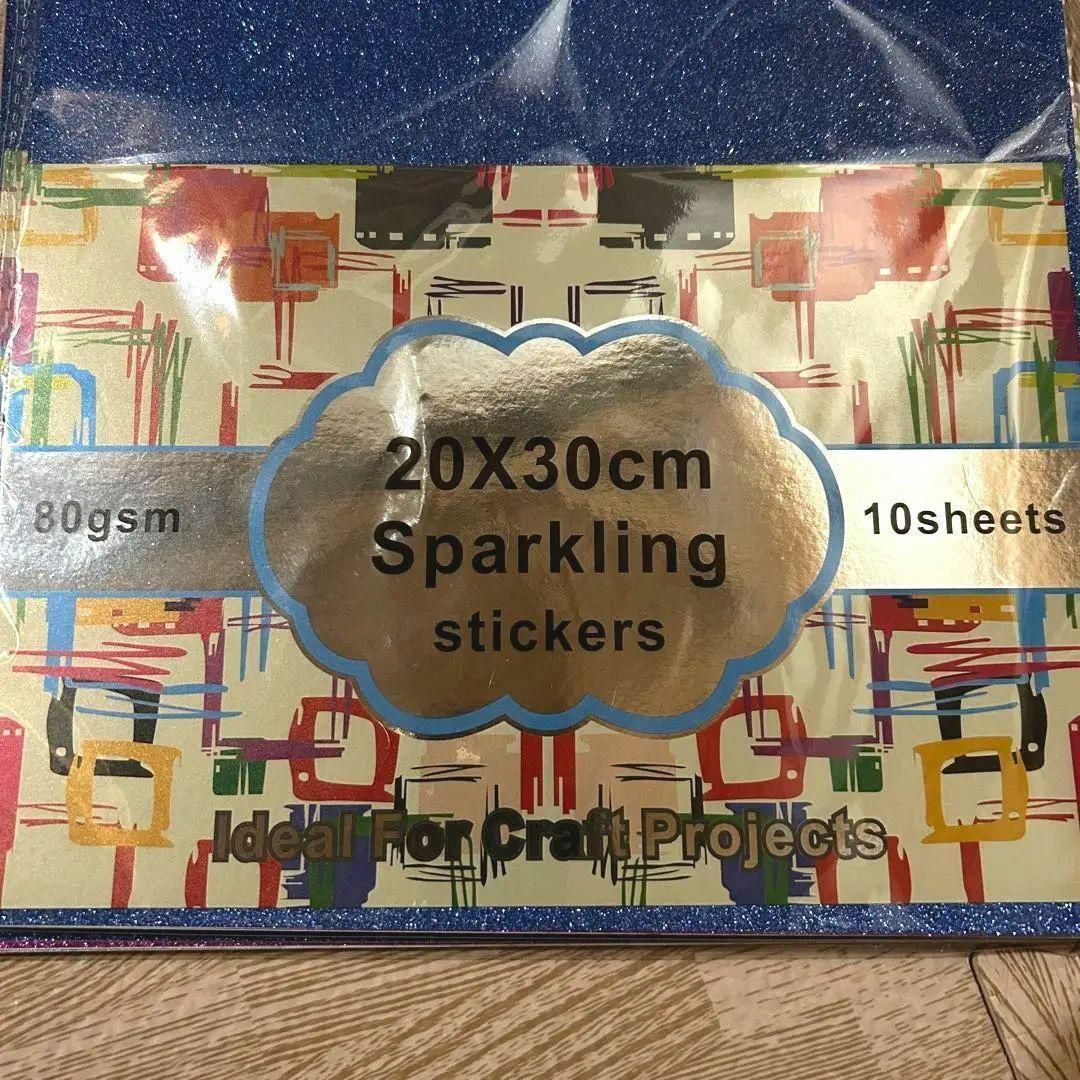 20X30cm
Sparkling
stickers
80gsm
10sheets
Ideal For Craft Projects